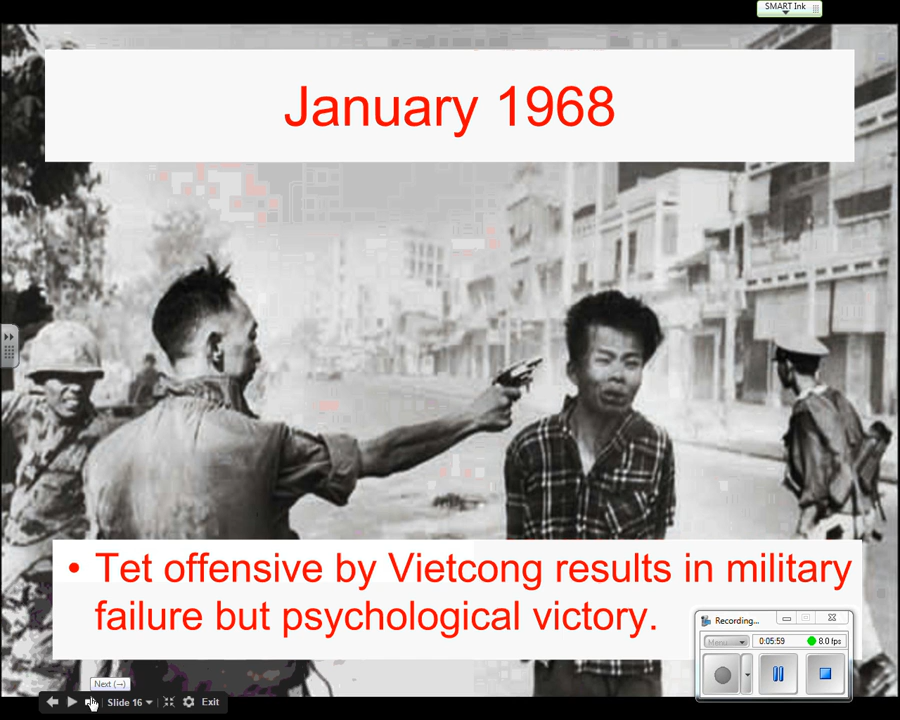 SMART Ink
January 1968
• Tet offensive by Vietcong results in military
failure but psychological victory.
Recording...
Menu
0:05:59
8.0 fps
Next (→)
Slide 16
Exit